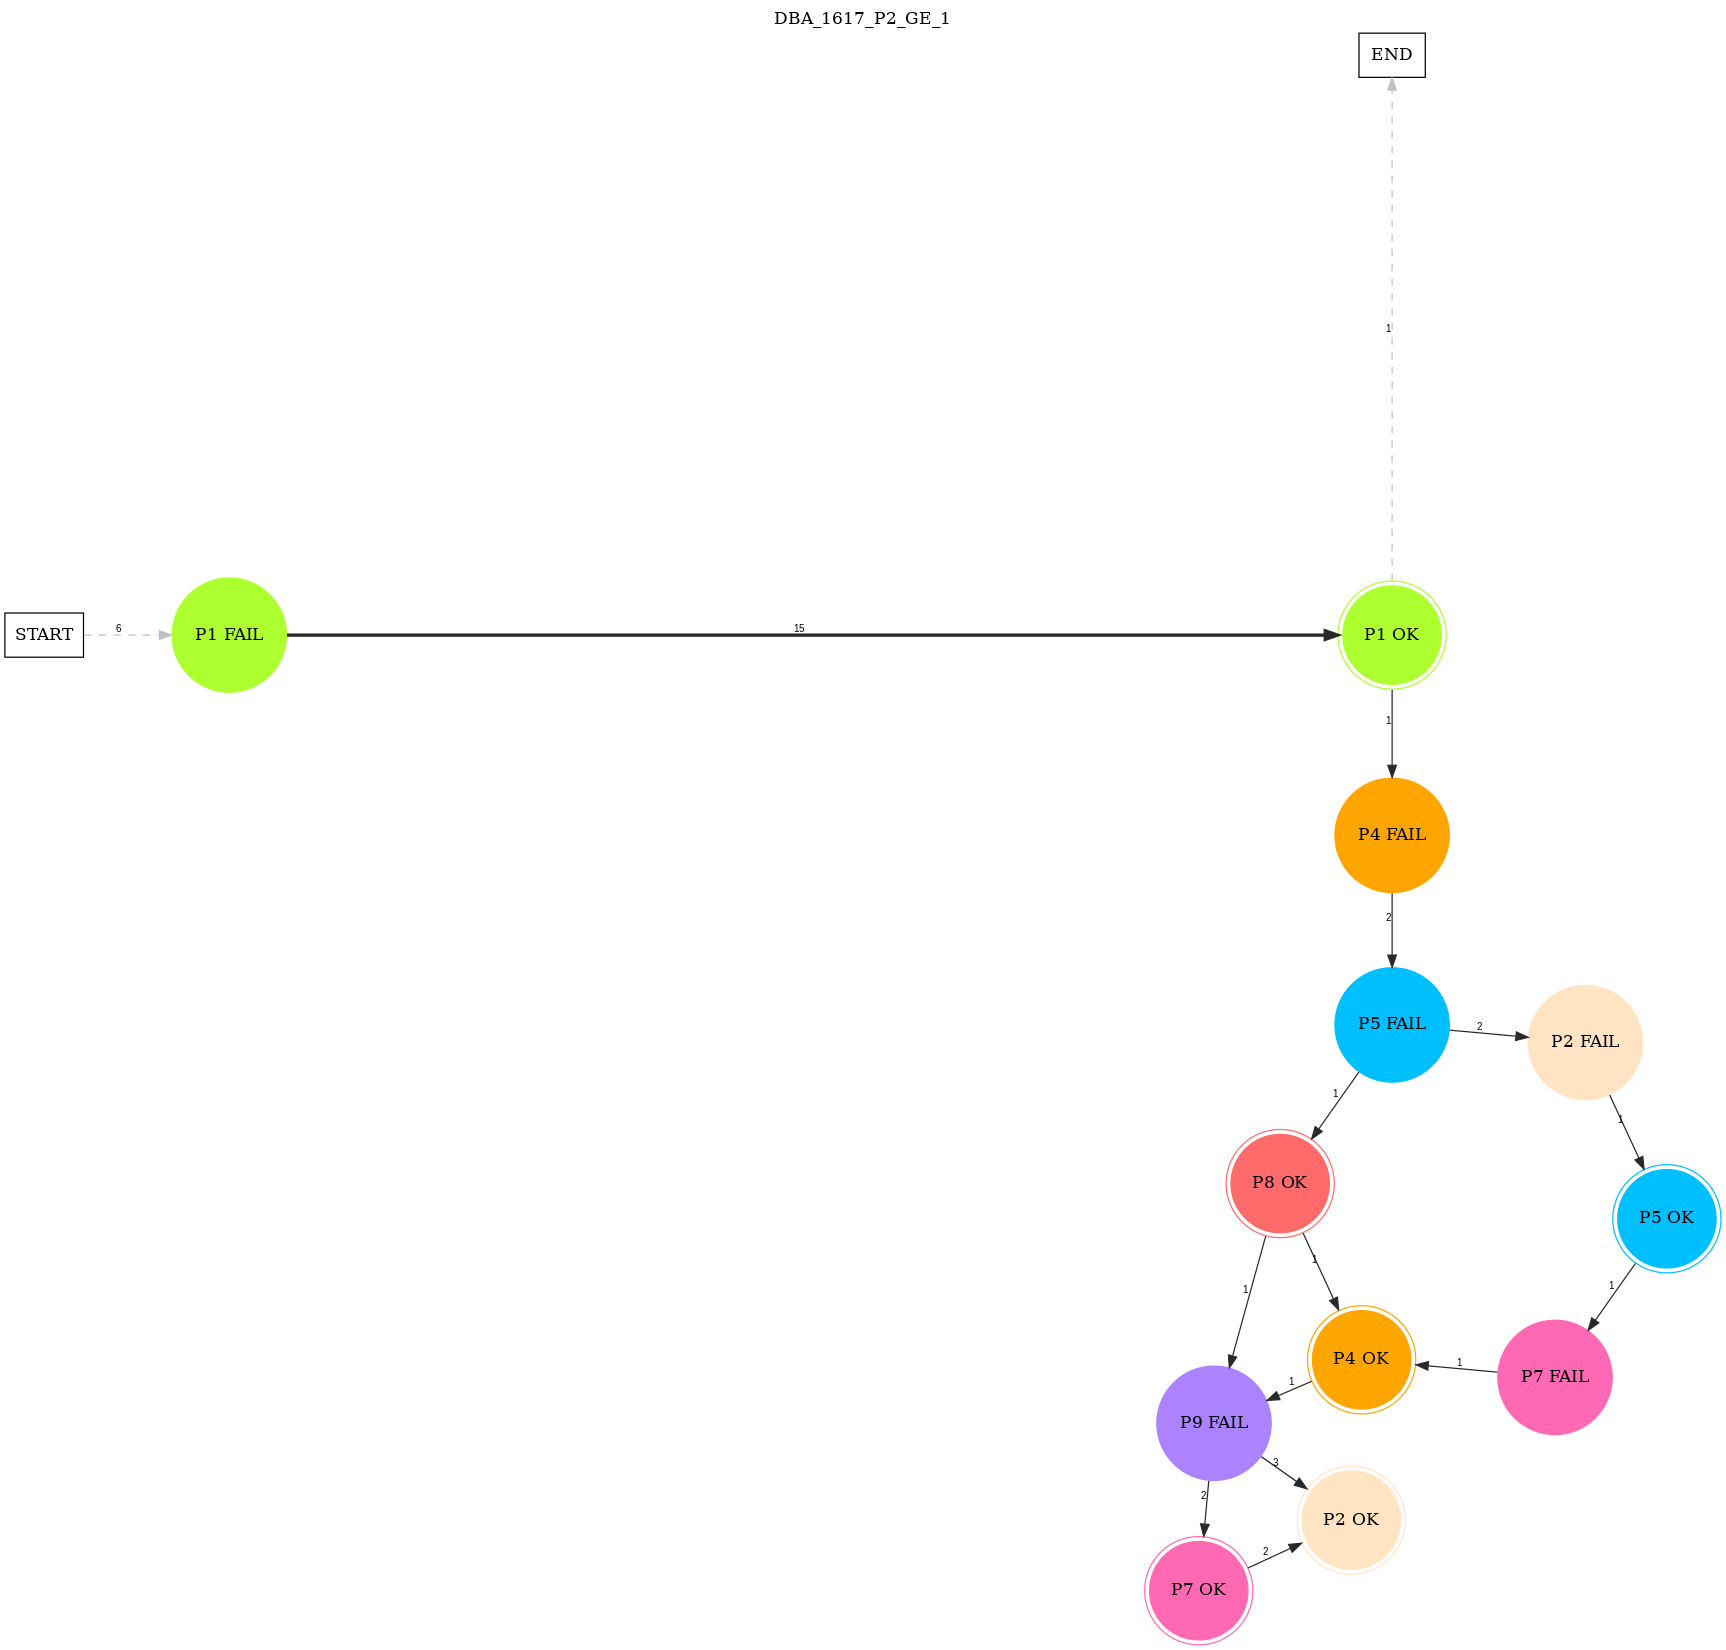 DBA_1617_P2_GE_1
END
1
START
6
P1 FAIL
15
P1 OK
1
P4 FAIL
2
P5 FAIL
2
P2 FAIL
1
1
P8 OK
P5 OK
1
1
1
P4 OK
1
P7 FAIL
1
P9 FAIL
3
2
P2 OK
2
P7 OK